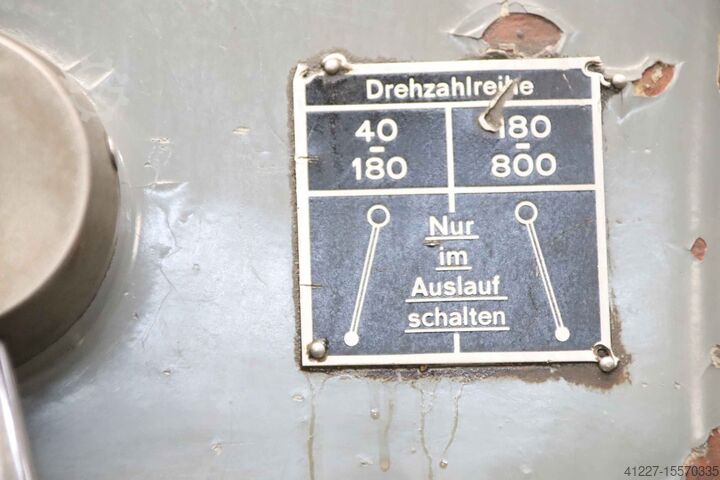 Drehzahlreihe
40 180
- -
180 800
Nur
im
Auslauf
schalten
41227-15570335